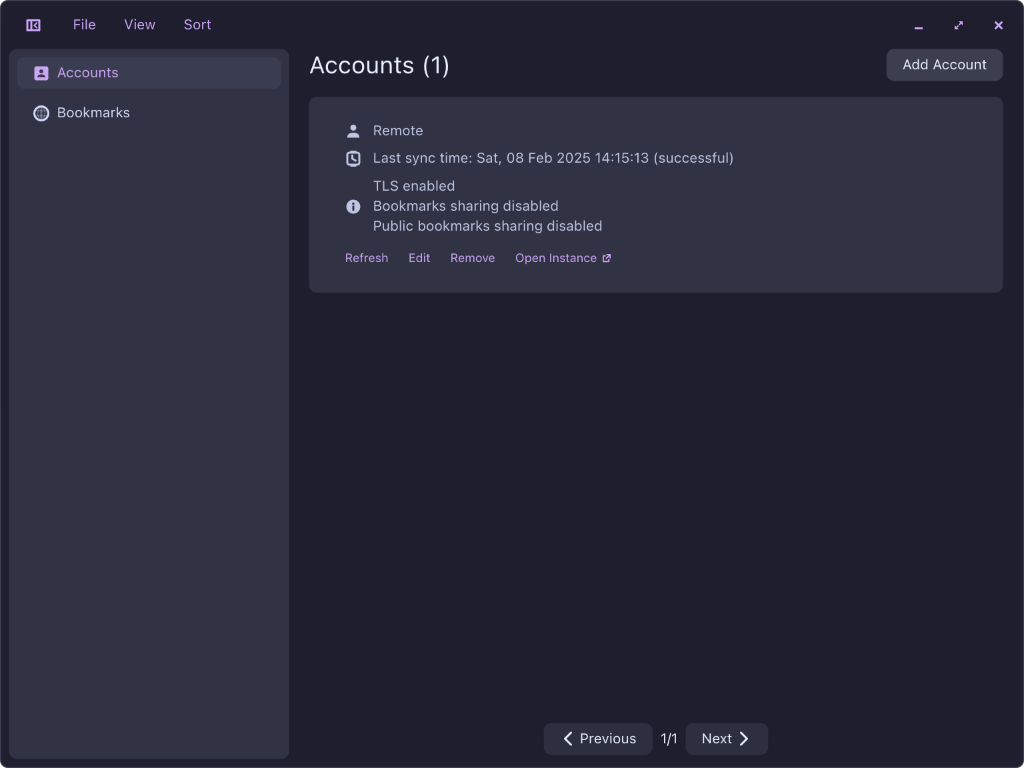 File View Sort
Accounts
Bookmarks
Accounts (1)
Add Account
Remote
Last sync time: Sat, 08 Feb 2025 14:15:13 (successful)
TLS enabled
Bookmarks sharing disabled
Public bookmarks sharing disabled
Refresh Edit Remove Open Instance
Previous 1/1 Next